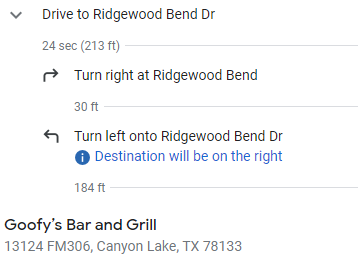 Drive to Ridgewood Bend Dr
24 sec (213 ft)
Turn right at Ridgewood Bend
30 ft
Turn left onto Ridgewood Bend Dr
Destination will be on the right
184 ft
Goofy's Bar and Grill
13124 FM306, Canyon Lake, TX 78133